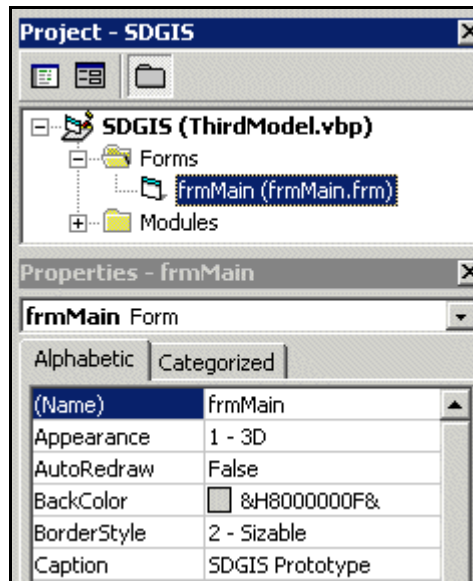 Project - SDGIS
SDGIS (ThirdModel.vbp)
Forms
frmMain (frmMain.frm)
Modules
Properties - frmMain
frmMain Form
Alphabetic Categorized
(Name) frmMain
Appearance 1 - 3D
AutoRedraw False
BackColor &H8000000F&
BorderStyle 2 - Sizable
Caption SDGIS Prototype